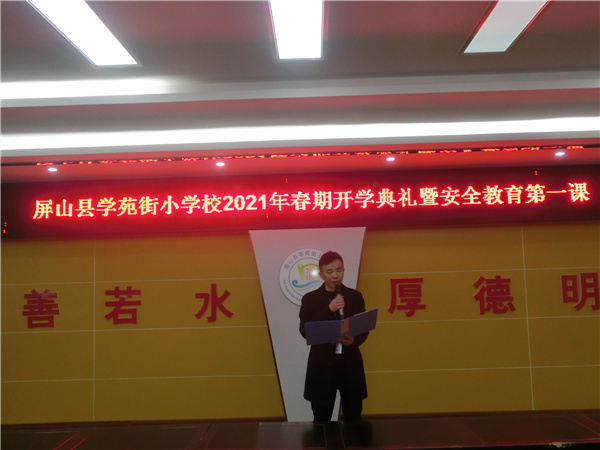 屏山县学苑街小学校2021年春期开学典礼暨安全教育第一课
善若水 厚德明